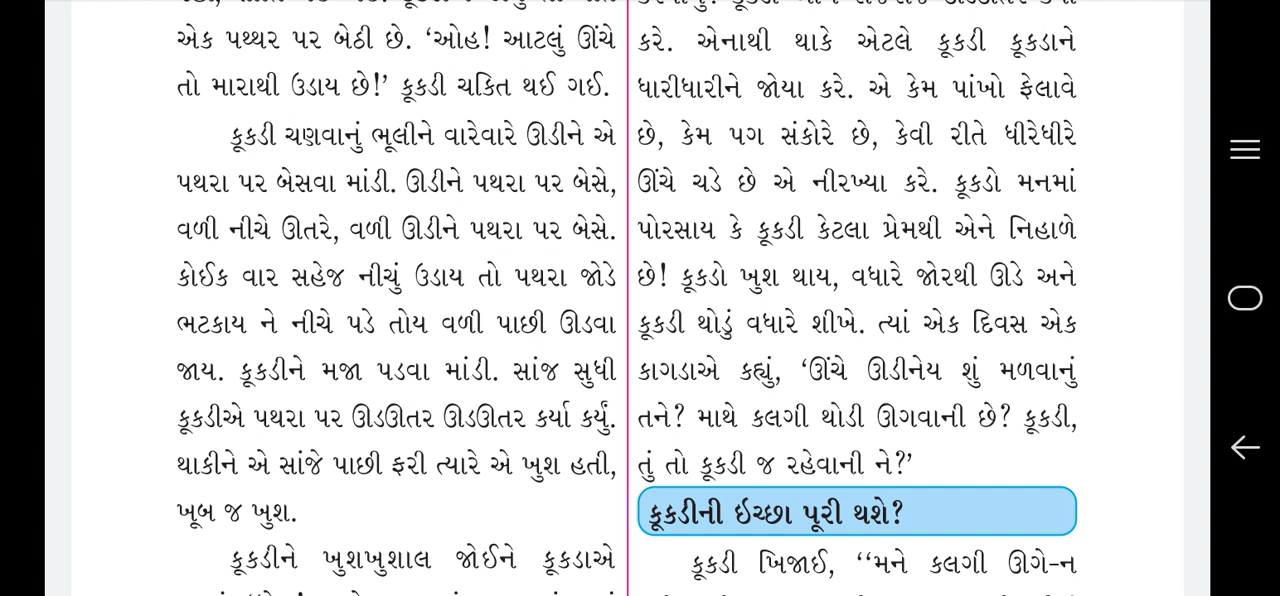 એક પથ્થર પર બેઠી છે. ‘ઓહ! આટલું ઊંચે
તો મારાથી ઉડાય છે!’ કૂકડી ચકિત થઈ ગઈ.
કૂકડી ચણવાનું ભૂલીને વારેવારે ઊડીને એ
પથરા પર બેસવા માંડી. ઊડીને પથરા પર બેસે,
વળી નીચે ઊતરે, વળી ઊડીને પથરા પર બેસે.
કોઈક વાર સહેજ નીચું ઉડાય તો પથરા જોડે
ભટકાય ને નીચે પડે તોય વળી પાછી ઊડવા
જાય. કૂકડીને મજા પડવા માંડી. સાંજ સુધી
કૂકડીએ પથરા પર ઊડઊતર ઊડઊતર કર્યા કર્યું.
થાકીને એ સાંજે પાછી ફરી ત્યારે એ ખુશ હતી,
ખૂબ જ ખુશ.
કૂકડીને ખુશખુશાલ જોઈને કૂકડાએ
કરે. એનાથી થાકે એટલે કૂકડી કૂકડાને
ધારીધારીને જોયા કરે. એ કેમ પાંખો ફેલાવે
છે, કેમ પગ સંકોરે છે, કેવી રીતે ધીરેધીરે
ઊંચે ચડે છે એ નીરખ્યા કરે. કૂકડો મનમાં
પોરસાય કે કૂકડી કેટલા પ્રેમથી એને નિહાળે
છે! કૂકડો ખુશ થાય, વધારે જોરથી ઊડે અને
કૂકડી થોડું વધારે શીખે. ત્યાં એક દિવસ એક
કાગડાએ કહ્યું, ‘ઊંચે ઊડીનેય શું મળવાનું
તને? માથે કલગી થોડી ઊગવાની છે? કૂકડી,
તું તો કૂકડી જ રહેવાની ને?’
કૂકડીની ઇચ્છા પૂરી થશે?
કૂકડી ખિજાઈ, ‘‘મને કલગી ઊગે-ન